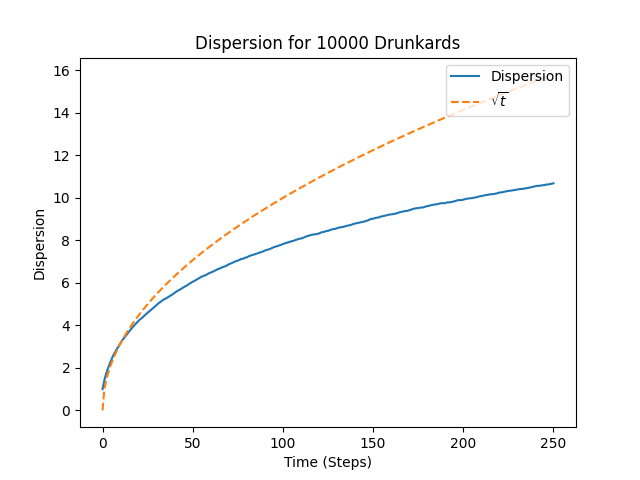 Dispersion for 10000 Drunkards
16
14
12
10
8
6
4
2
0
Dispersion
Dispersion
√t
0 50 100 150 200 250
Time (Steps)